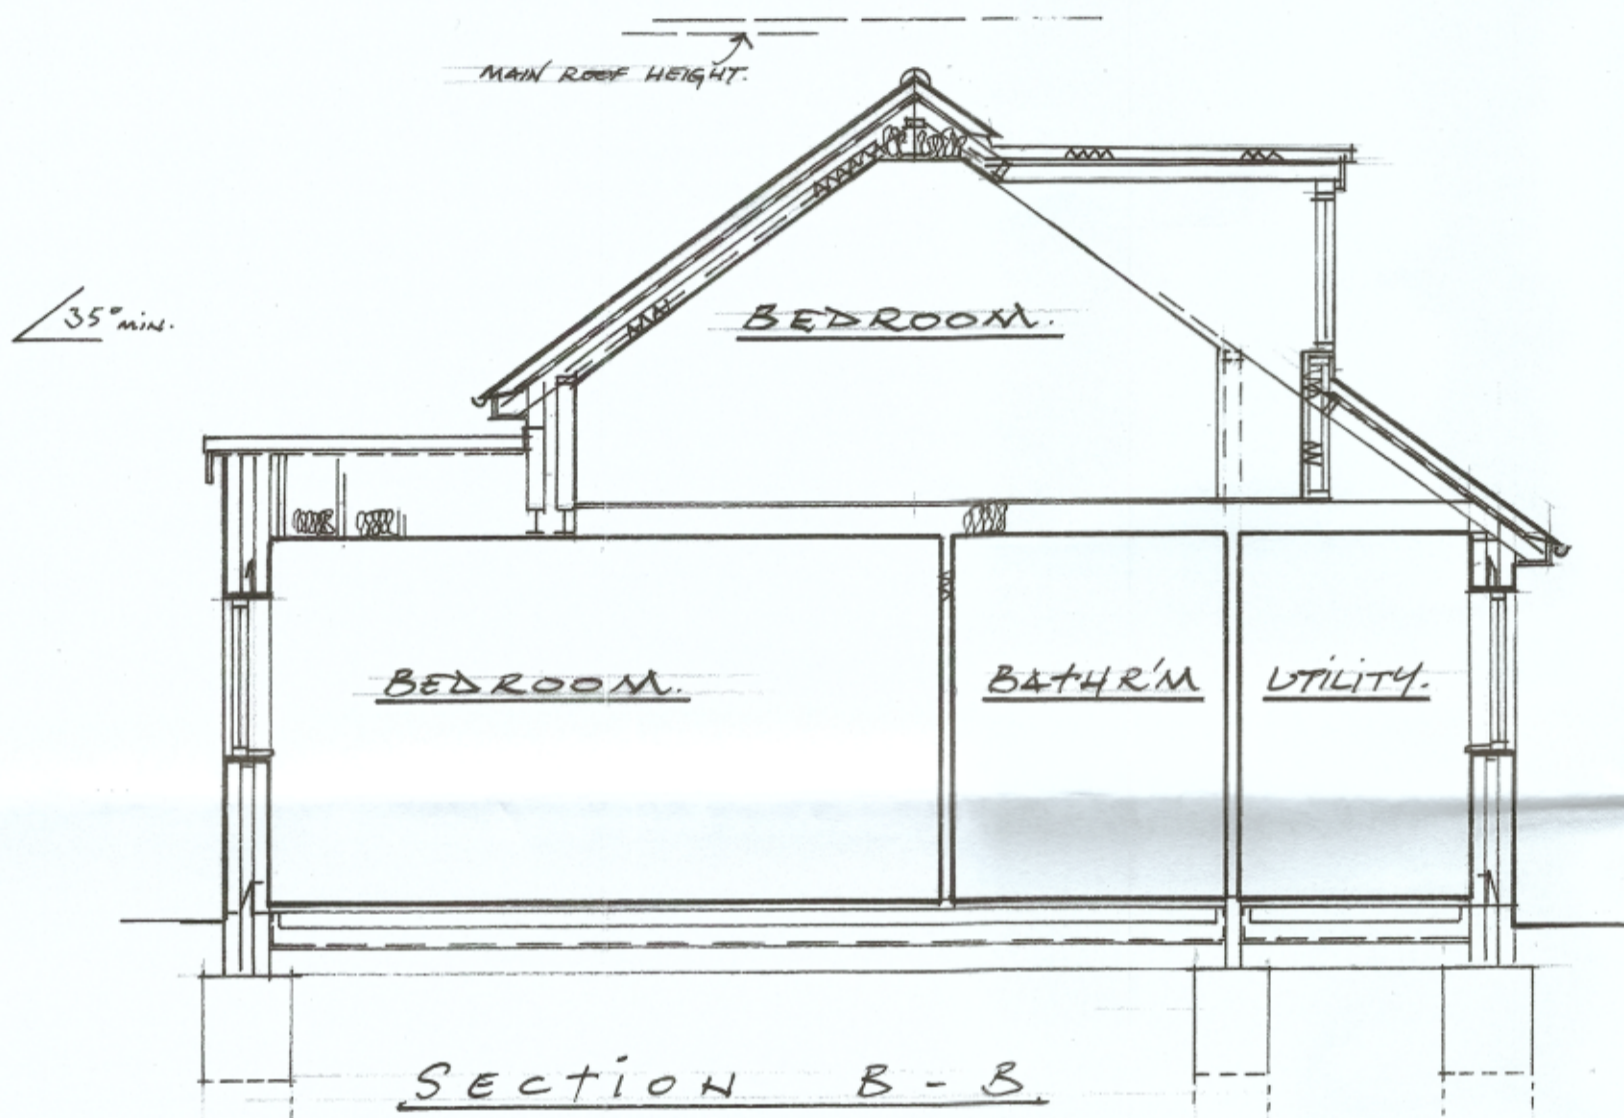 MAIN ROOF HEIGHT.
35° MIN.
BEDROOM.
BEDROOM.
BATHR'M
UTILITY.
SECTION B - B